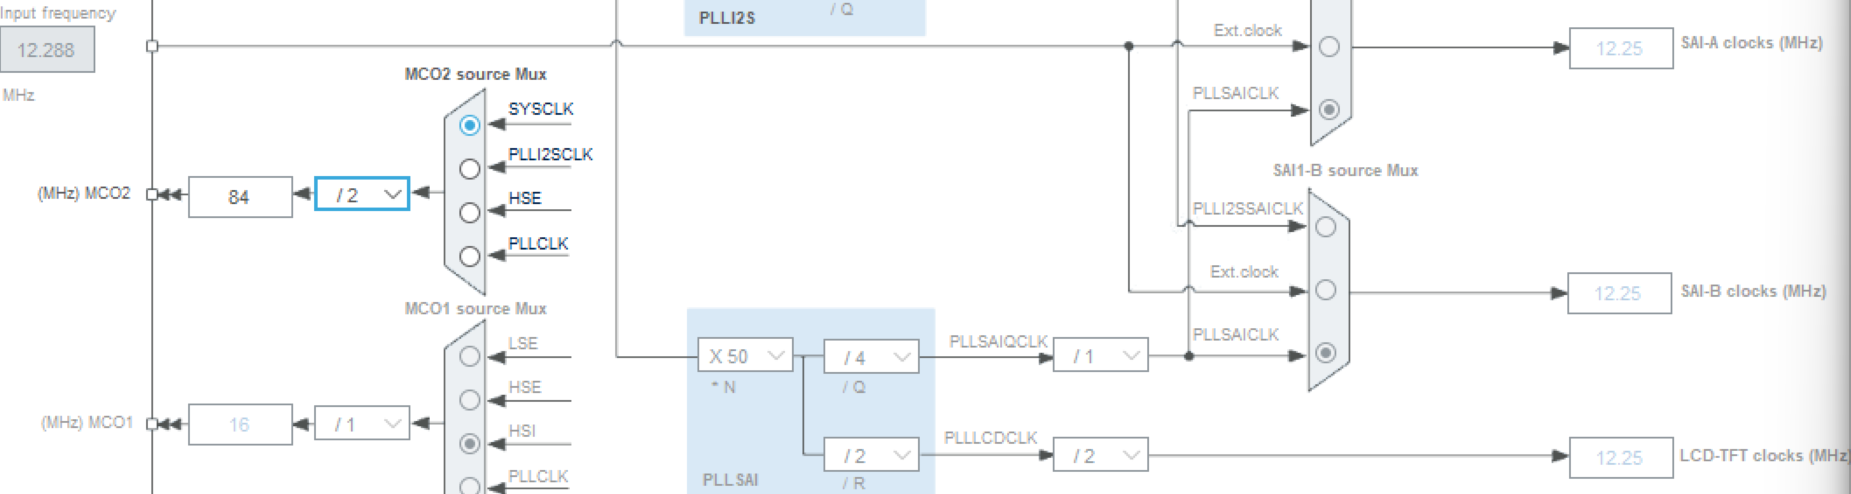 Input frequency
12.288
MHz
PLLI2S
/ Q
Ext.clock
12.25
SAI-A clocks (MHz)
PLLSAICLK
MCO2 source Mux
SYSCLK
PLLI2SCLK
HSE
PLLCLK
(MHz) MCO2
84
/ 2
SAI1-B source Mux
PLLI2SSAICLK
Ext.clock
PLLSAICLK
12.25
SAI-B clocks (MHz)
MCO1 source Mux
LSE
HSE
HSI
PLLCLK
(MHz) MCO1
16
/ 1
X 50
* N
/ 4
/ Q
PLLSAIQCLK
/ 1
/ 2
/ R
PLLSAI
PLLLCDCLK
/ 2
12.25
LCD-TFT clocks (MHz)